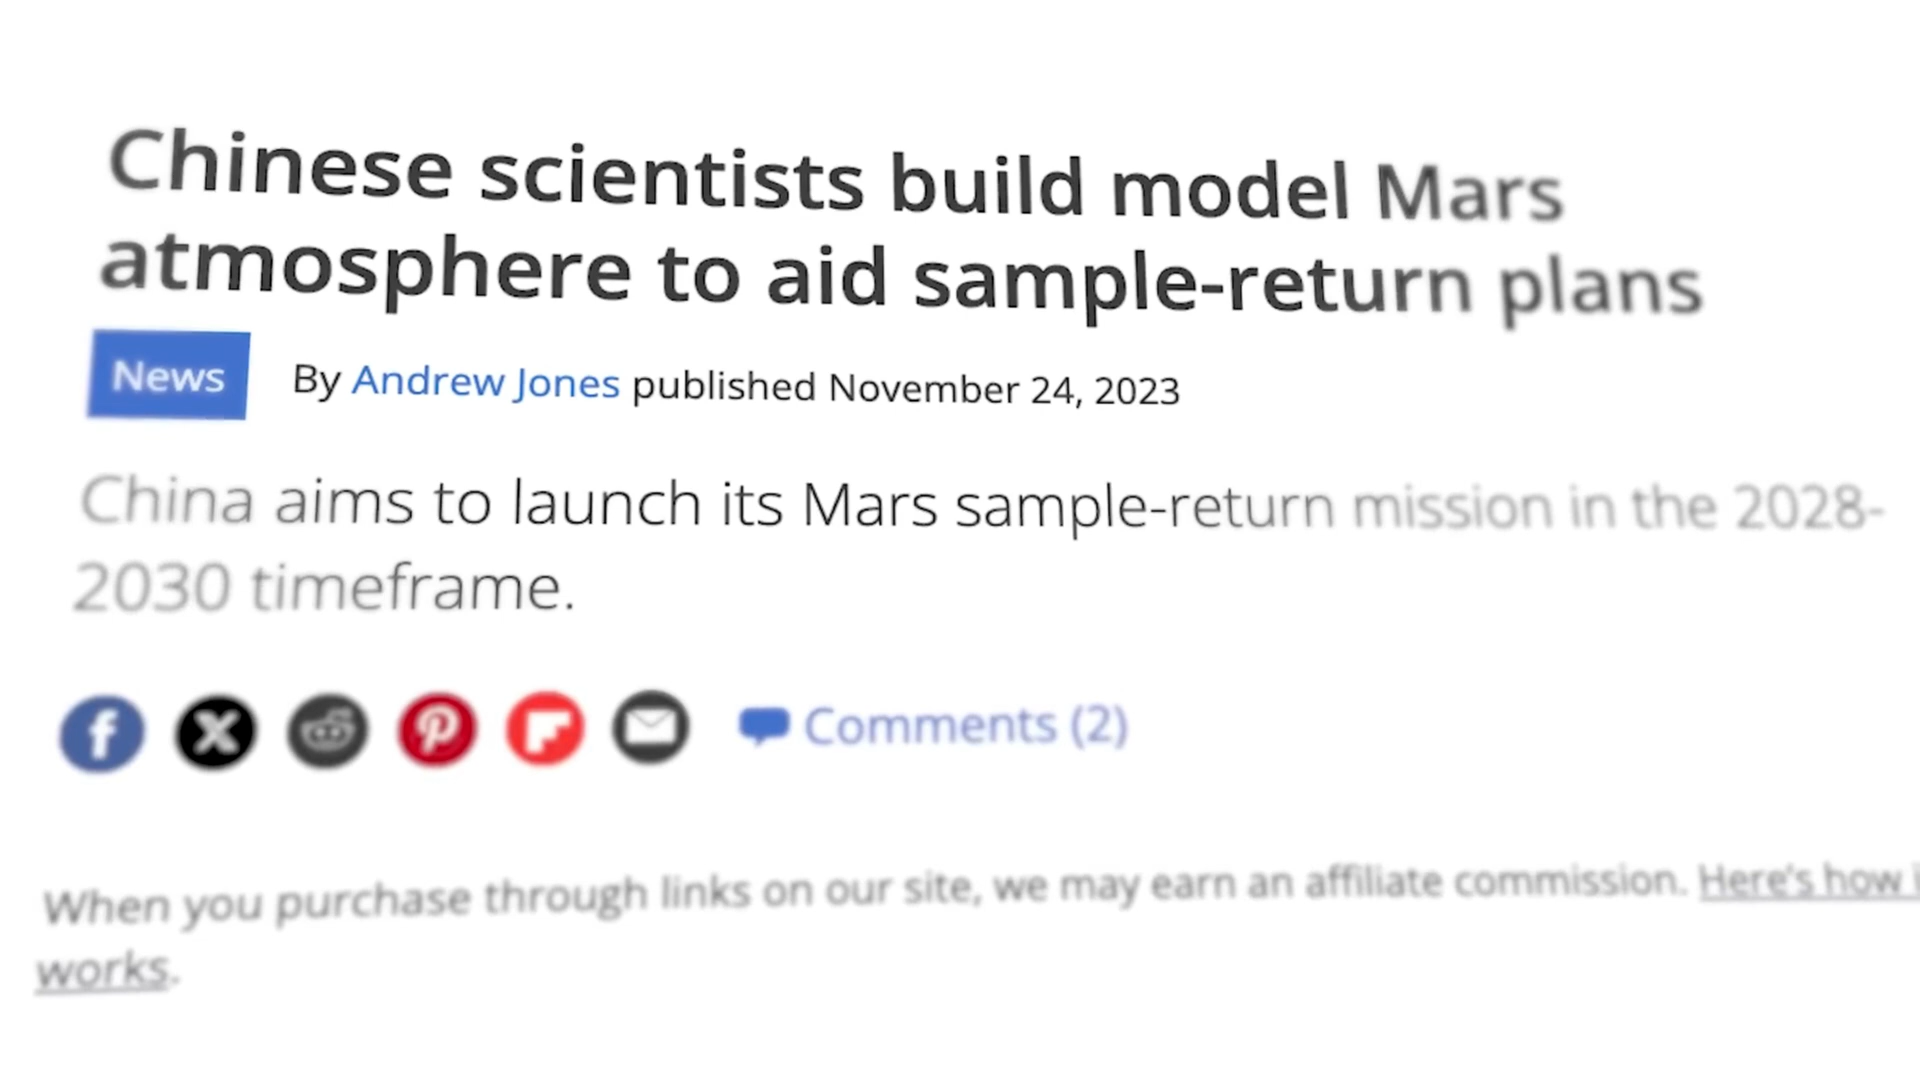 Chinese scientists build model Mars
atmosphere to aid sample-return plans
News By Andrew Jones published November 24, 2023
China aims to launch its Mars sample-return mission in the 2028-
2030 timeframe.
Comments (2)
When you purchase through links on our site, we may earn an affiliate commission. Here's how
works.